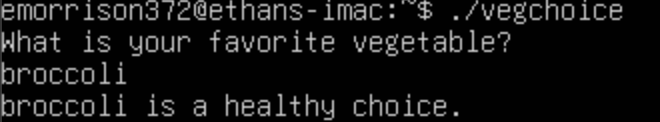 emorrison372@ethans-imac:~$ ./vegchoice
What is your favorite vegetable?
broccoli
broccoli is a healthy choice.